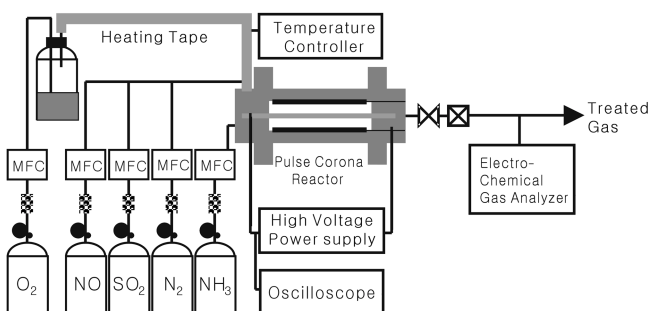 Heating Tape
Temperature
Controller
Treated
Gas
MFC
MFC
MFC
MFC
MFC
Pulse Corona
Reactor
Electro-
Chemical
Gas Analyzer
High Voltage
Power supply
O₂
NO
SO₂
N₂
NH₃
Oscilloscope